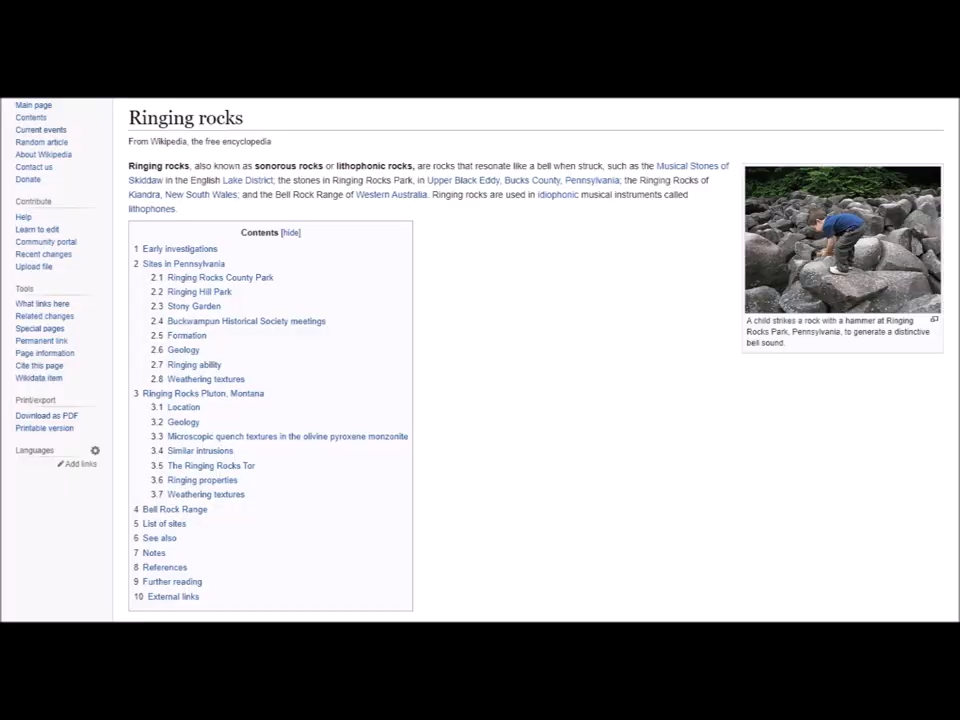 Main page
Contents
Current events
Random article
About Wikipedia
Contact us
Donate
Contribute
Help
Learn to edit
Community portal
Recent changes
Upload file
Tools
What links here
Related changes
Special pages
Permanent link
Page information
Cite this page
Wikidata item
Print/export
Download as PDF
Printable version
Languages
Add links
Ringing rocks
From Wikipedia, the free encyclopedia
Ringing rocks, also known as sonorous rocks or lithophonic rocks, are rocks that resonate like a bell when struck, such as the Musical Stones of
Skiddaw in the English Lake District; the stones in Ringing Rocks Park, in Upper Black Eddy, Bucks County, Pennsylvania; the Ringing Rocks of
Kiandra, New South Wales; and the Bell Rock Range of Western Australia. Ringing rocks are used in idiophonic musical instruments called
lithophones.
Contents [hide]
1 Early investigations
2 Sites in Pennsylvania
2.1 Ringing Rocks County Park
2.2 Ringing Hill Park
2.3 Stony Garden
2.4 Buckwampun Historical Society meetings
2.5 Formation
2.6 Geology
2.7 Ringing ability
2.8 Weathering textures
3 Ringing Rocks Pluton, Montana
3.1 Location
3.2 Geology
3.3 Microscopic quench textures in the olivine pyroxene monzonite
3.4 Similar intrusions
3.5 The Ringing Rocks Tor
3.6 Ringing properties
3.7 Weathering textures
4 Bell Rock Range
5 List of sites
6 See also
7 Notes
8 References
9 Further reading
10 External links
A child strikes a rock with a hammer at Ringing
Rocks Park, Pennsylvania, to generate a distinctive
bell sound.